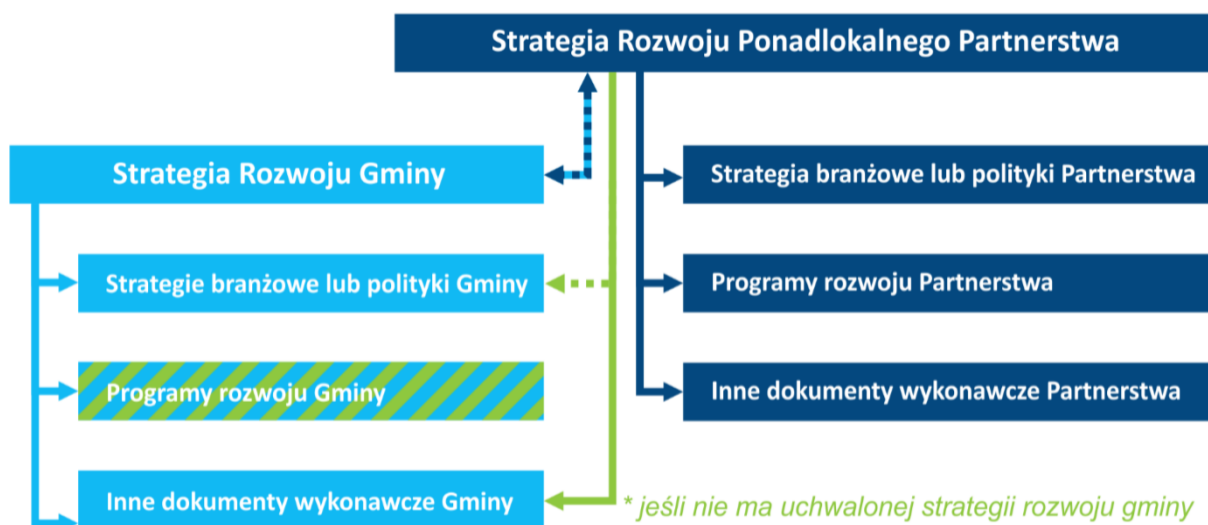 Strategia Rozwoju Ponadlokalnego Partnerstwa
Strategia Rozwoju Gminy
Strategie branżowe lub polityki Gminy
Programy rozwoju Gminy
Inne dokumenty wykonawcze Gminy
Strategia branżowe lub polityki Partnerstwa
Programy rozwoju Partnerstwa
Inne dokumenty wykonawcze Partnerstwa
* jeśli nie ma uchwalonej strategii rozwoju gminy